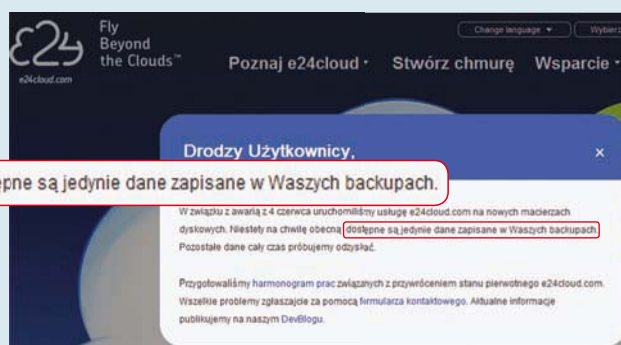 Fly
Beyond
the Clouds™
e24
e24cloud.com
Change language
Wybierz
Poznaj e24cloud
Stwórz chmurę
Wsparcie
Drodzy Użytkownicy,
×
są jedynie dane zapisane w Waszych backupach.
W związku z awarią z 4 czerwca uruchomiliśmy usługę e24cloud.com na nowych macierzach
dyskowych. Niestety na chwilę obecną dostępne są jedynie dane zapisane w Waszych backupach.
Pozostałe dane cały czas próbujemy odzyskać.
Przygotowaliśmy harmonogram prac związanych z przywróceniem stanu pierwotnego e24cloud.com.
Wszelkie problemy zgłaszajcie za pomocą formularza kontaktowego. Aktualne informacje
publikujemy na naszym DevBlogu.